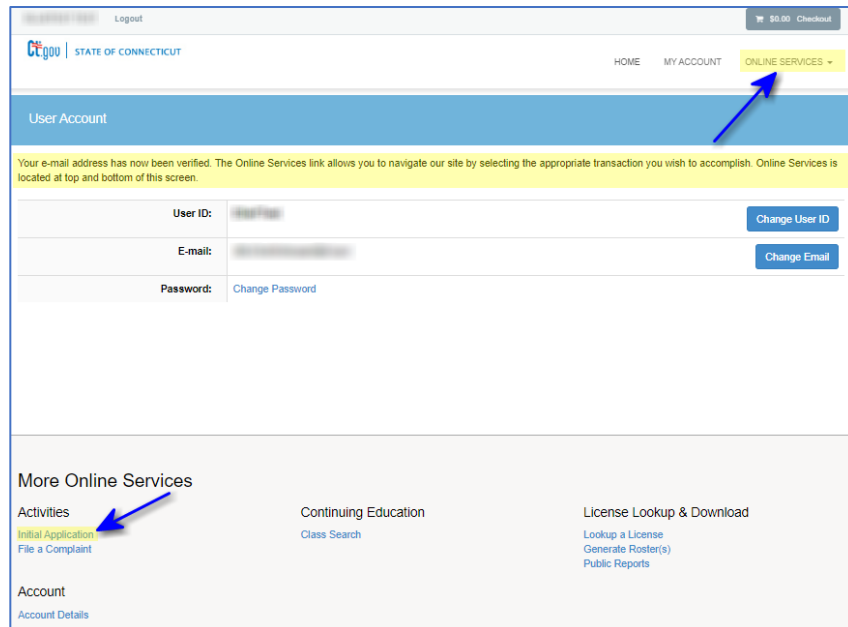 Logout
$0.00 Checkout
Ct.gov STATE OF CONNECTICUT
HOME MY ACCOUNT ONLINE SERVICES
User Account
Your e-mail address has now been verified. The Online Services link allows you to navigate our site by selecting the appropriate transaction you wish to accomplish. Online Services is
located at top and bottom of this screen.
User ID:
Change User ID
E-mail:
Change Email
Password: Change Password
More Online Services
Activities
Initial Application
File a Complaint
Continuing Education
Class Search
License Lookup & Download
Lookup a License
Generate Roster(s)
Public Reports
Account
Account Details